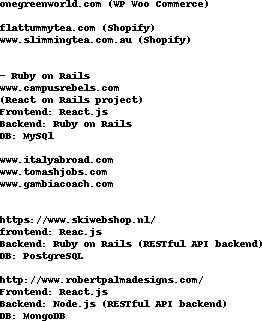 onegreenworld.com (WP Woo Commerce)
flattummytea.com (Shopify)
www.slimmingtea.com.au (Shopify)
- Ruby on Rails
www.campusrebels.com
(React on Rails project)
Frontend: React.js
Backend: Ruby on Rails
DB: MySQl
www.italyabroad.com
www.tomashjobs.com
www.gambiacoach.com
https://www.skiwebshop.nl/
frontend: Reac.js
Backend: Ruby on Rails (RESTful API backend)
DB: PostgreSQL
http://www.robertpalmadesigns.com/
Frontend: React.js
Backend: Node.js (RESTful API backend)
DB: MongoDB